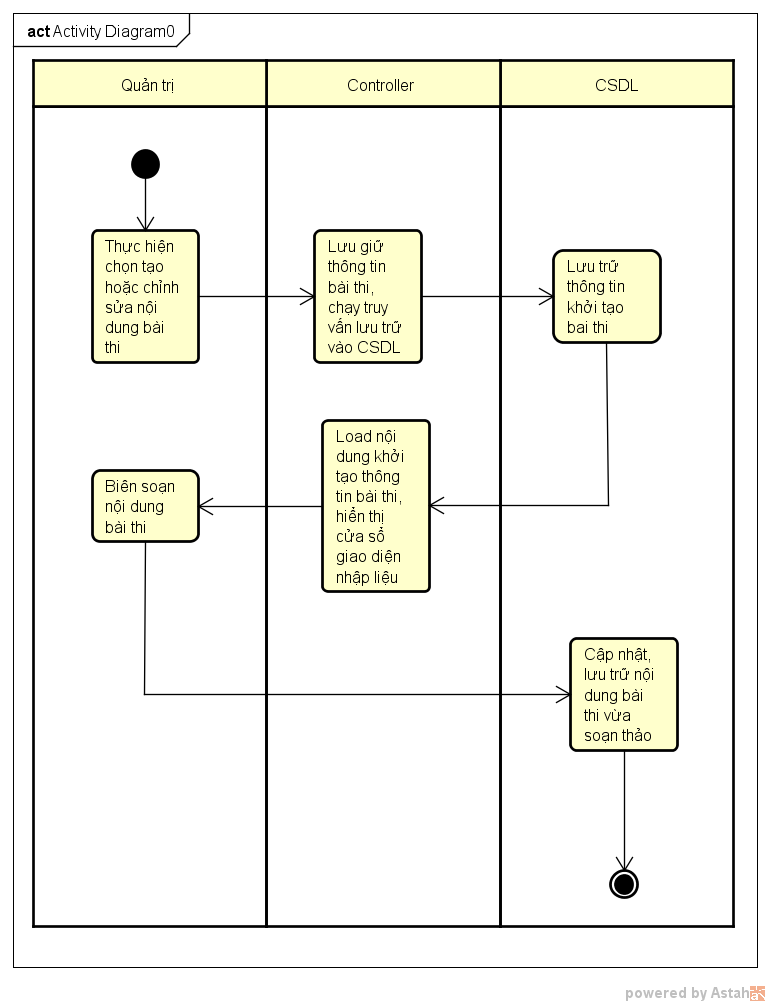 act Activity Diagram0
Quản trị
Controller
CSDL
Thực hiện
chọn tạo
hoặc chỉnh
sửa nội
dung bài
thi
Lưu giữ
thông tin
bài thi,
chạy truy
vấn lưu trữ
vào CSDL
Lưu trữ
thông tin
khởi tạo
bai thi
Load nội
dung khởi
tạo thông
tin bài thi,
hiển thị
cửa sổ
giao diện
nhập liệu
Biên soạn
nội dung
bài thi
Cập nhật,
lưu trữ nội
dung bài
thi vừa
soạn thảo
powered by Astah